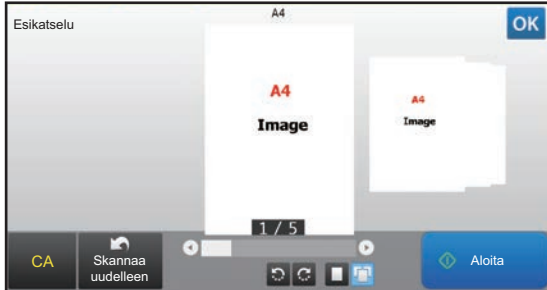 Esikatselu
A4
OK
A4
Image
A4
Image
1 / 5
CA
Skannaa
uudelleen
Aloita